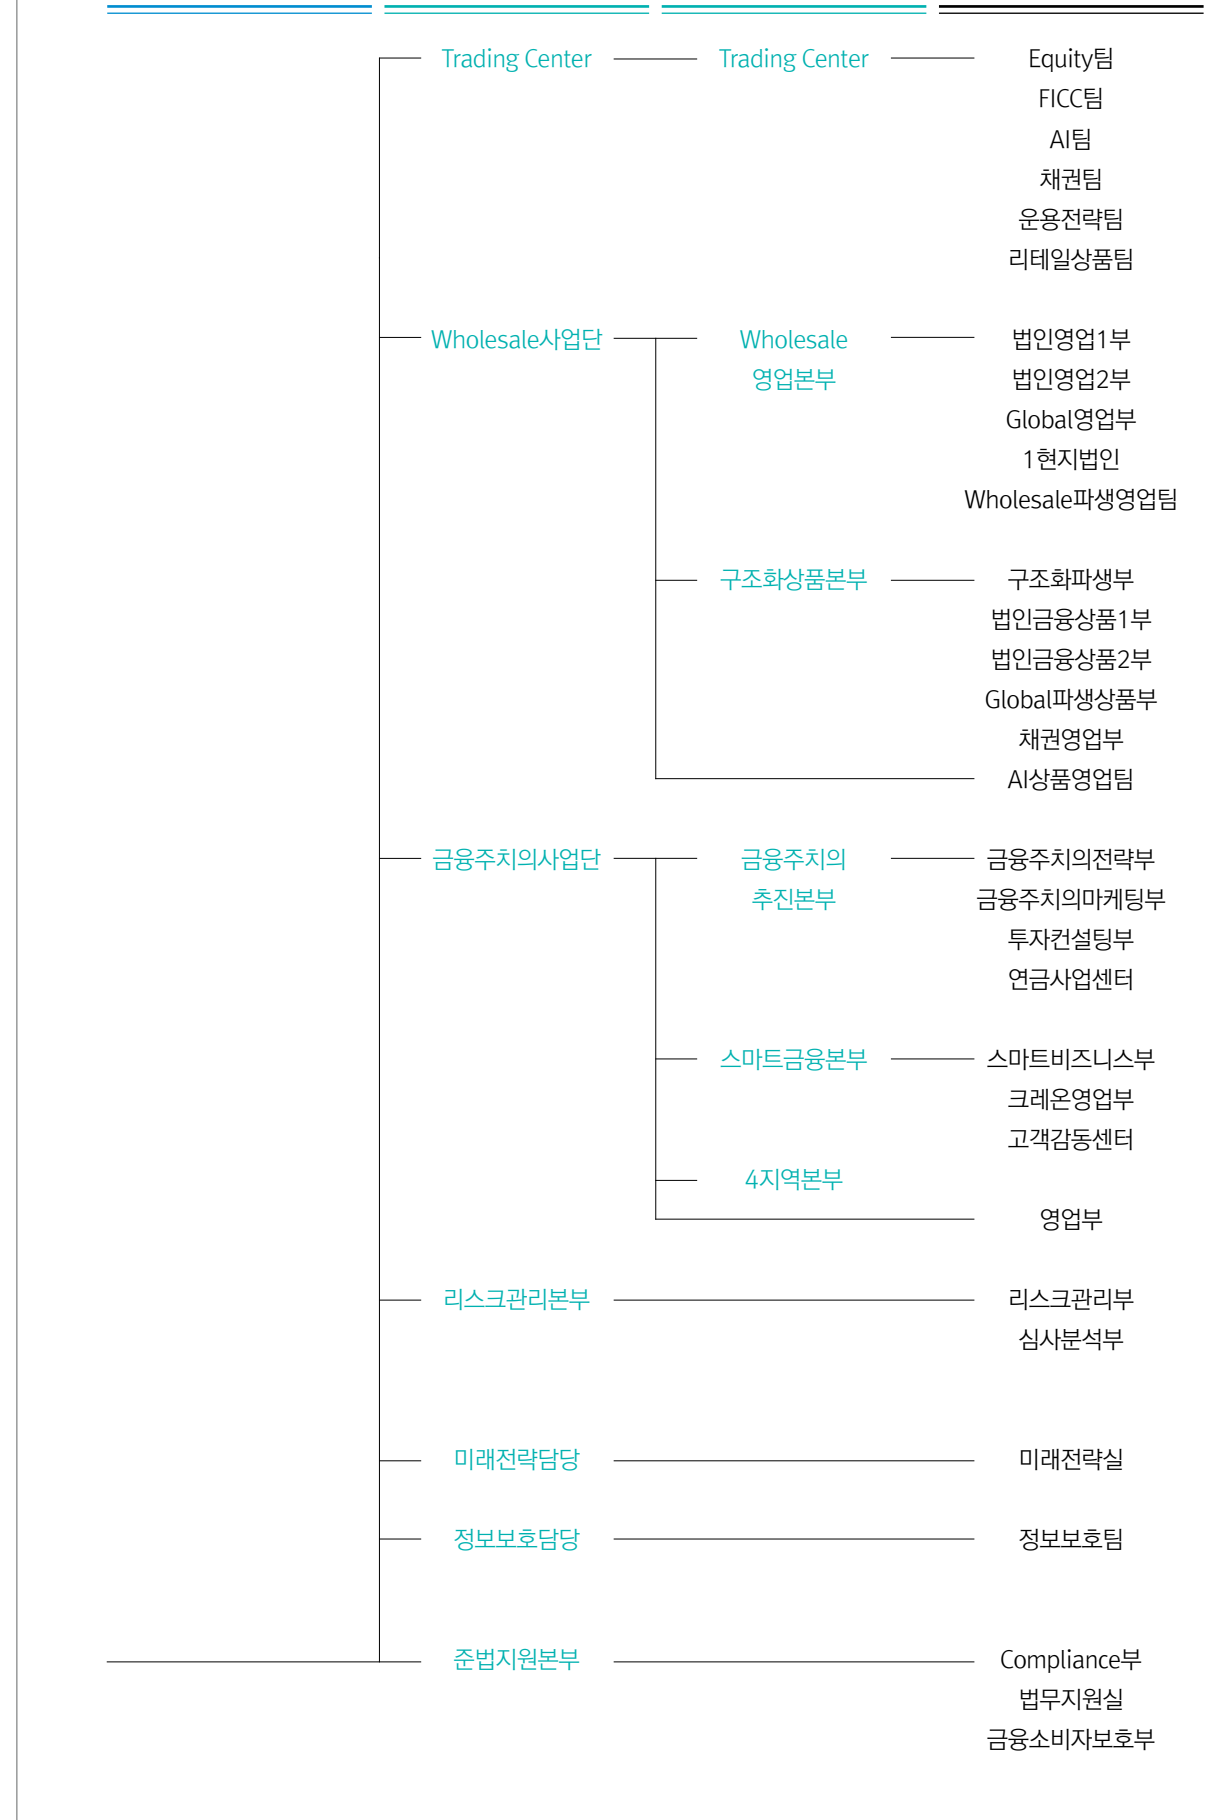 Trading Center Trading Center Equity팀
FICC팀
AI팀
채권팀
운용전략팀
리테일상품팀
Wholesale사업단 Wholesale 법인영업1부
영업본부 법인영업2부
Global영업부
1현지법인
Wholesale파생영업팀
구조화상품본부 구조화파생부
법인금융상품1부
법인금융상품2부
Global파생상품부
채권영업부
AI상품영업팀
금융주치의사업단 금융주치의 금융주치의전략부
추진본부 금융주치의마케팅부
투자컨설팅부
연금사업센터
스마트금융본부 스마트비즈니스부
크레온영업부
고객감동센터
4지역본부
영업부
리스크관리본부 리스크관리부
심사분석부
미래전략담당 미래전략실
정보보호담당 정보보호팀
준법지원본부 Compliance부
법무지원실
금융소비자보호부